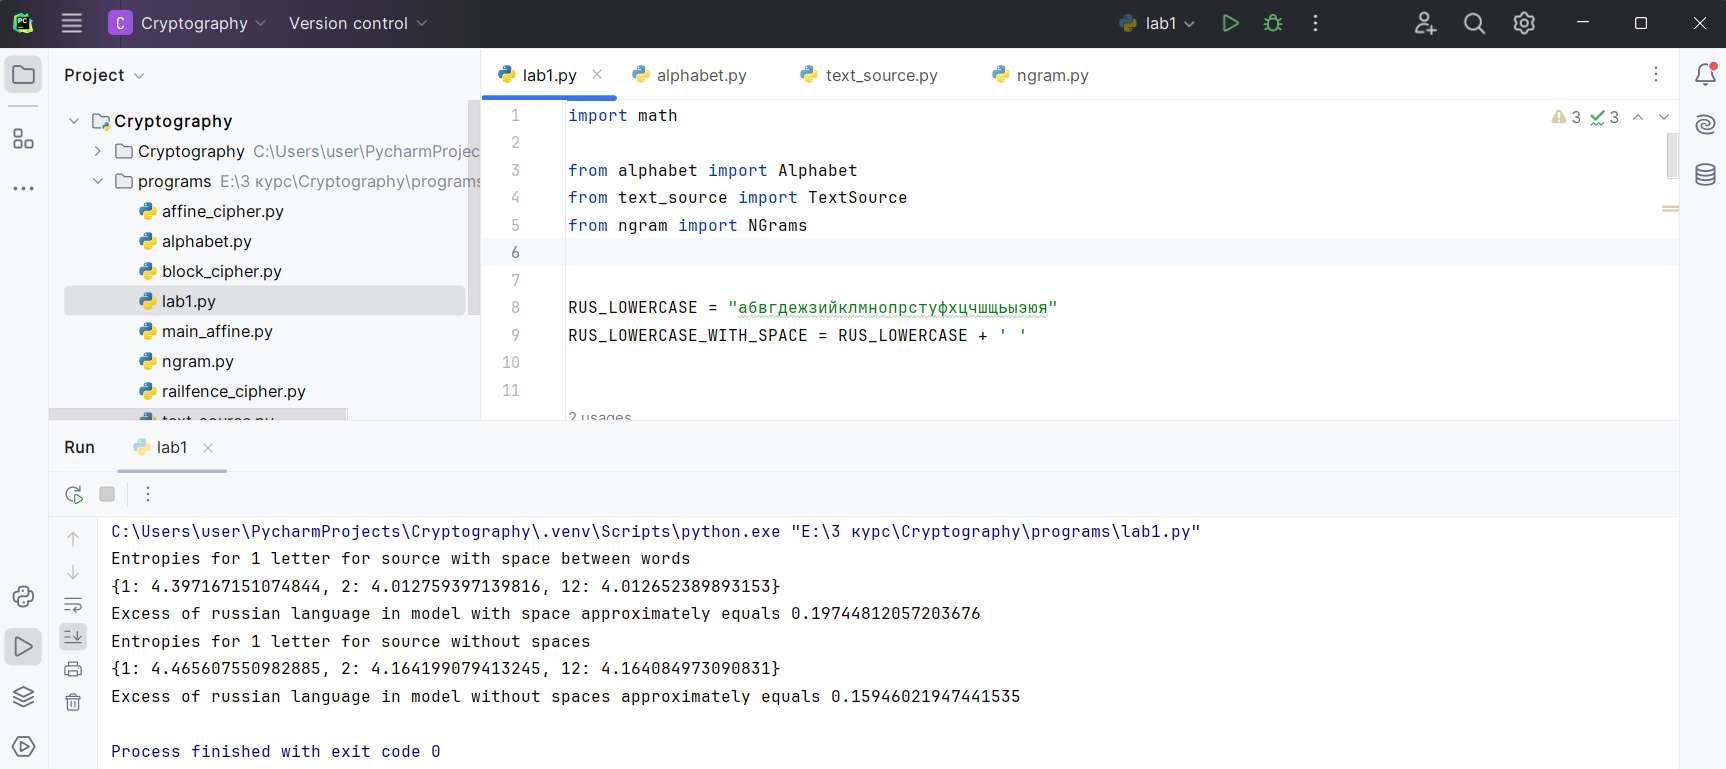 C Cryptography Version control lab1
Project
Cryptography
Cryptography C:\Users\user\PycharmProjec
programs E:\3 курс\Cryptography\programs
affine_cipher.py
alphabet.py
block_cipher.py
lab1.py
main_affine.py
ngram.py
railfence_cipher.py
text_source.py
lab1.py alphabet.py text_source.py ngram.py
3 3
1 import math
2
3 from alphabet import Alphabet
4 from text_source import TextSource
5 from ngram import NGrams
6
7
8 RUS_LOWERCASE = "абвгдежзийклмнопрстуфхцчшщьыэюя"
9 RUS_LOWERCASE_WITH_SPACE = RUS_LOWERCASE + ' '
10
11
2 usages
Run lab1
C:\Users\user\PycharmProjects\Cryptography\.venv\Scripts\python.exe "E:\3 курс\Cryptography\programs\lab1.py"
Entropies for 1 letter for source with space between words
{1: 4.397167151074844, 2: 4.012759397139816, 12: 4.012652389893153}
Excess of russian language in model with space approximately equals 0.19744812057203676
Entropies for 1 letter for source without spaces
{1: 4.465607550982885, 2: 4.164199079413245, 12: 4.164084973090831}
Excess of russian language in model without spaces approximately equals 0.15946021947441535
Process finished with exit code 0